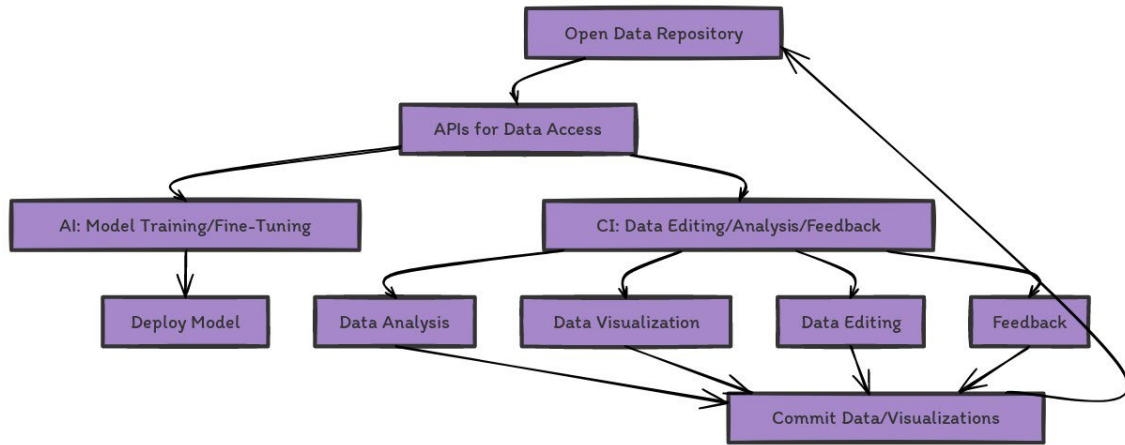 Open Data Repository
APIs for Data Access
AI: Model Training/Fine-Tuning
CI: Data Editing/Analysis/Feedback
Deploy Model
Data Analysis
Data Visualization
Data Editing
Feedback
Commit Data/Visualizations